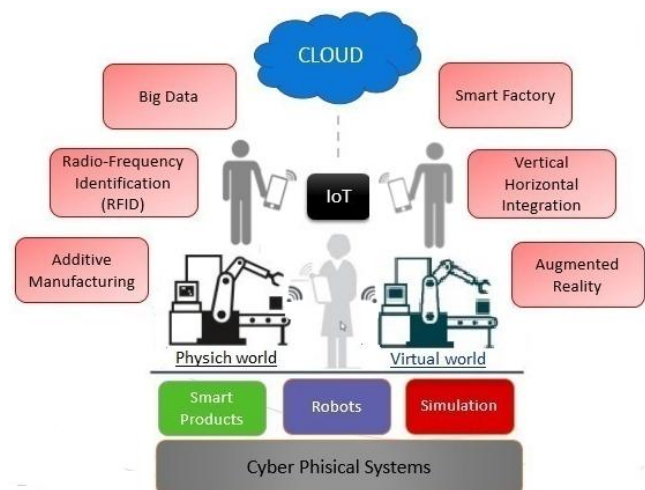 CLOUD
Big Data
Smart Factory
Radio-Frequency
Identification
(RFID)
IoT
Vertical
Horizontal
Integration
Additive
Manufacturing
Augmented
Reality
Physich world
Virtual world
Smart
Products
Robots
Simulation
Cyber Phisical Systems